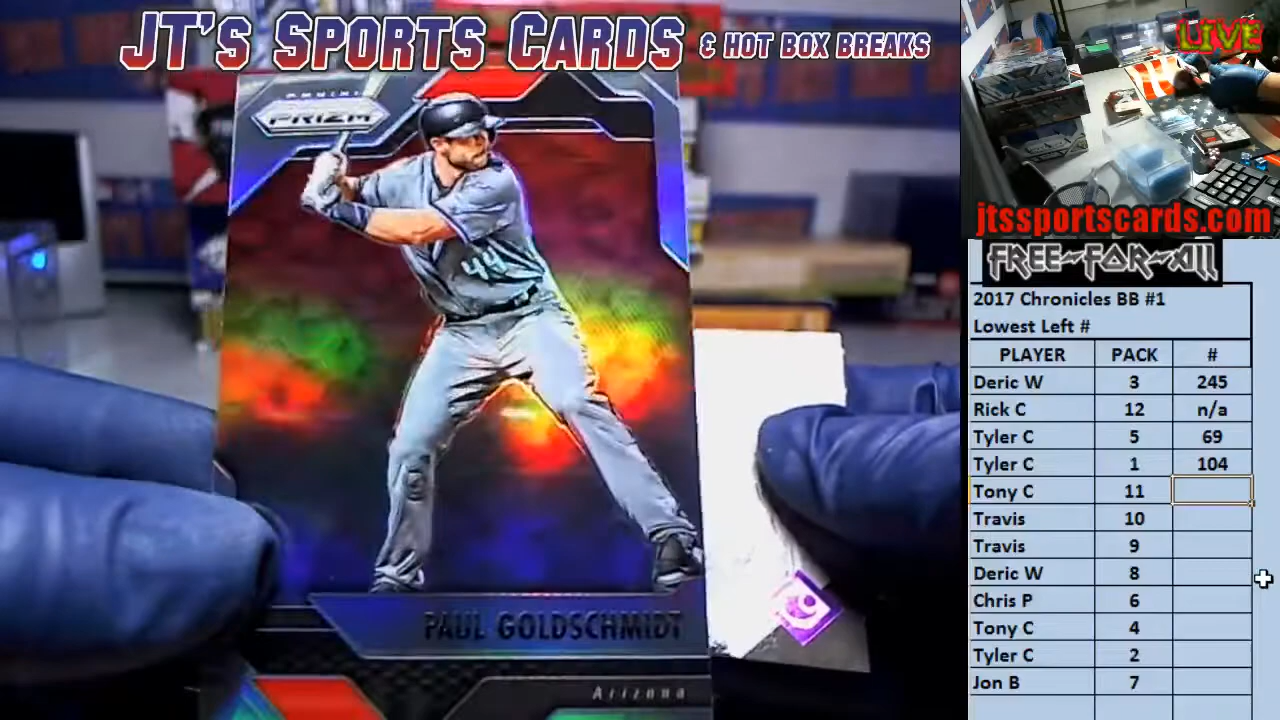 JT's Sports Cards & Hot Box Breaks
LIVE
jtssportscards.com
PANINI
PRIZM
44
PAUL GOLDSCHMIDT
Arizona
FREE-FOR-All
2017 Chronicles BB #1
Lowest Left #
PLAYER PACK #
Deric W 3 245
Rick C 12 n/a
Tyler C 5 69
Tyler C 1 104
Tony C 11
Travis 10
Travis 9
Deric W 8
Chris P 6
Tony C 4
Tyler C 2
Jon B 7